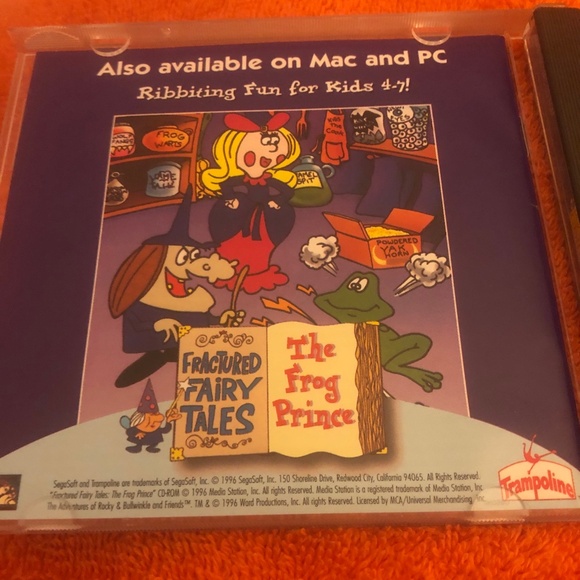 Also available on Mac and PC
Ribbiting Fun for Kids 4-7!
FROG
WARTS
POWDERED
YAK
HORN
FRACTURED
FAIRY
TALES
The
Frog
Prince
SegaSoft and Trampoline are trademarks of SegaSoft, Inc. © 1996 SegaSoft, Inc. 150 Shoreline Drive, Redwood City, California 94065. All Rights Reserved.
"Fractured Fairy Tales: The Frog Prince" CD-ROM © 1996 Media Station, Inc. All Rights Reserved. Media Station is a registered trademark of Media Station, Inc.
The Adventures of Rocky & Bullwinkle and Friends™. TM & © 1996 Ward Productions, Inc. All Rights Reserved. Licensed by MCA/Universal Merchandising, Inc.
Trampoline